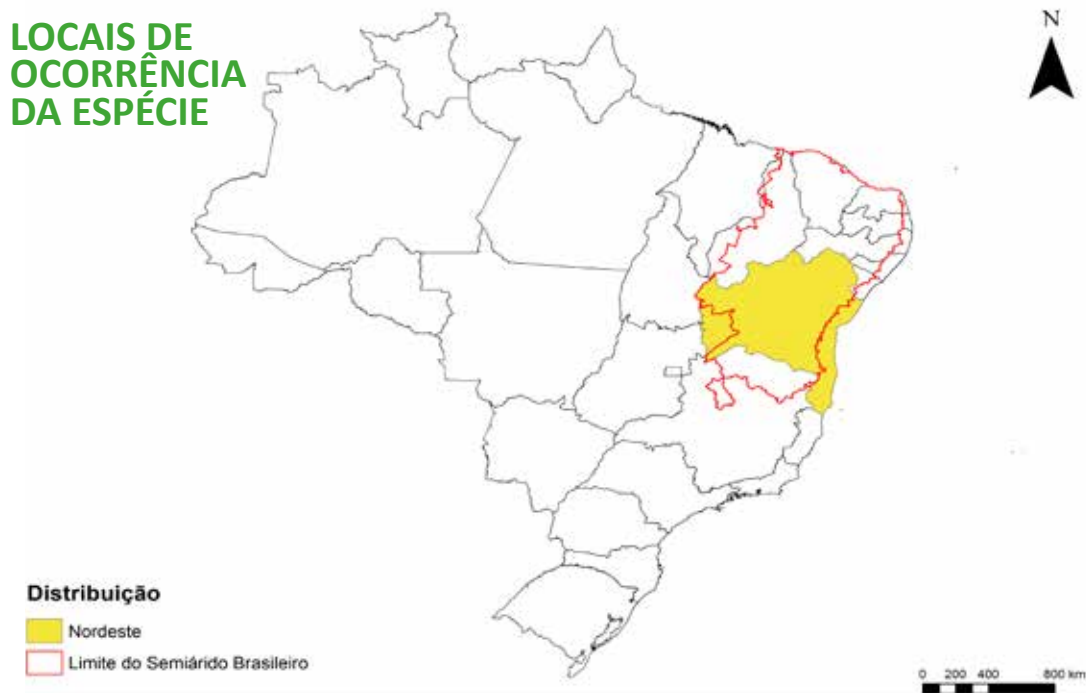 LOCAIS DE
OCORRÊNCIA
DA ESPÉCIE
N
Distribuição
Nordeste
Limite do Semiárido Brasileiro
0 200 400 800 km